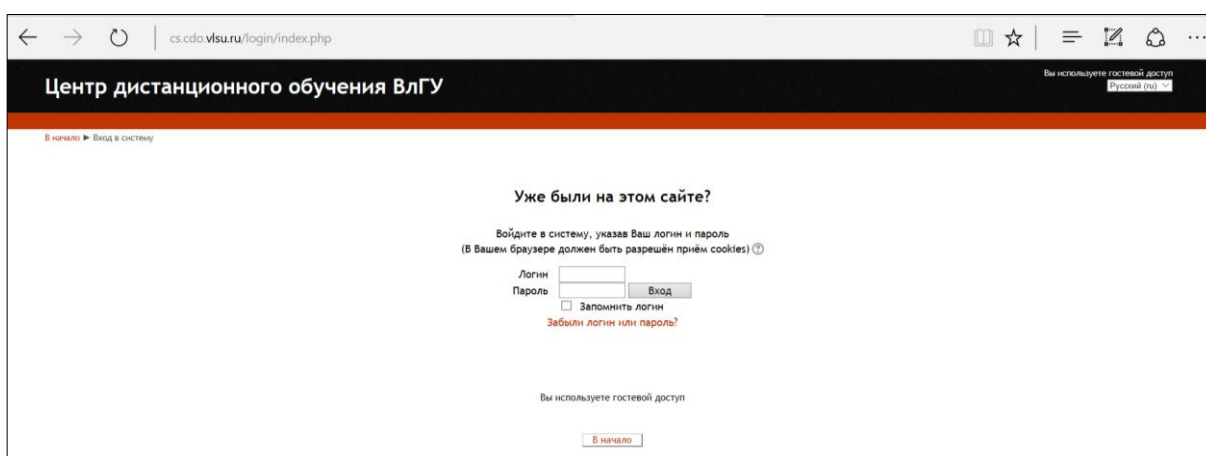 cs.cdo.vlsu.ru/login/index.php
Центр дистанционного обучения ВлГУ
Вы используете гостевой доступ
Русский (ru)
В начало ► Вход в систему
Уже были на этом сайте?
Войдите в систему, указав Ваш логин и пароль
(В Вашем браузере должен быть разрешён приём cookies) ?
Логин
Пароль Вход
Запомнить логин
Забыли логин или пароль?
Вы используете гостевой доступ
В начало